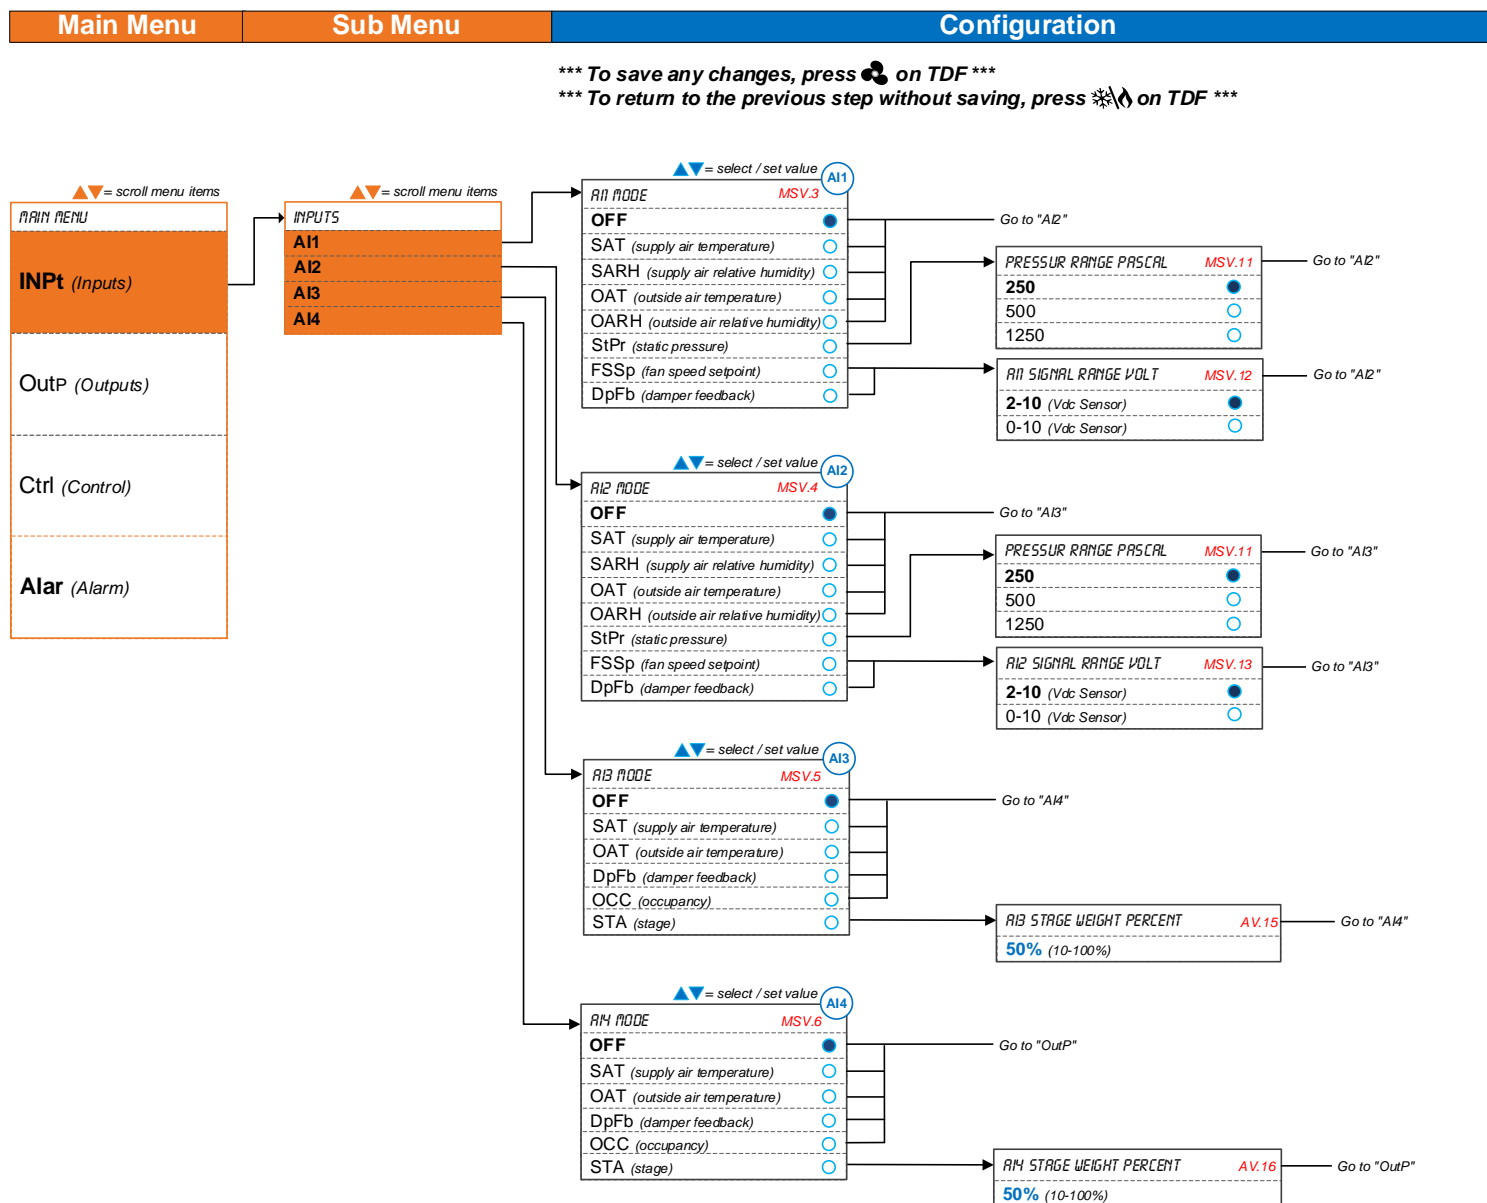 Main Menu
Sub Menu
Configuration
*** To save any changes, press on TDF ***
*** To return to the previous step without saving, press on TDF ***
= scroll menu items
MAIN MENU
INPt (Inputs)
OutP (Outputs)
Ctrl (Control)
Alar (Alarm)
= scroll menu items
INPUTS
AI1
AI2
AI3
AI4
= select / set value
AI1
AI1 MODE MSV.3
OFF
SAT (supply air temperature)
SARH (supply air relative humidity)
OAT (outside air temperature)
OARH (outside air relative humidity)
StPr (static pressure)
FSSp (fan speed setpoint)
DpFb (damper feedback)
Go to "AI2"
PRESSUR RANGE PASCAL MSV.11
250
500
1250
Go to "AI2"
AI1 SIGNAL RANGE VOLT MSV.12
2-10 (Vdc Sensor)
0-10 (Vdc Sensor)
Go to "AI2"
= select / set value
AI2
AI2 MODE MSV.4
OFF
SAT (supply air temperature)
SARH (supply air relative humidity)
OAT (outside air temperature)
OARH (outside air relative humidity)
StPr (static pressure)
FSSp (fan speed setpoint)
DpFb (damper feedback)
Go to "AI3"
PRESSUR RANGE PASCAL MSV.11
250
500
1250
Go to "AI3"
AI2 SIGNAL RANGE VOLT MSV.13
2-10 (Vdc Sensor)
0-10 (Vdc Sensor)
Go to "AI3"
= select / set value
AI3
AI3 MODE MSV.5
OFF
SAT (supply air temperature)
OAT (outside air temperature)
DpFb (damper feedback)
OCC (occupancy)
STA (stage)
Go to "AI4"
AI3 STAGE WEIGHT PERCENT AV.15
50% (10-100%)
Go to "AI4"
= select / set value
AI4
AI4 MODE MSV.6
OFF
SAT (supply air temperature)
OAT (outside air temperature)
DpFb (damper feedback)
OCC (occupancy)
STA (stage)
Go to "OutP"
AI4 STAGE WEIGHT PERCENT AV.16
50% (10-100%)
Go to "OutP"